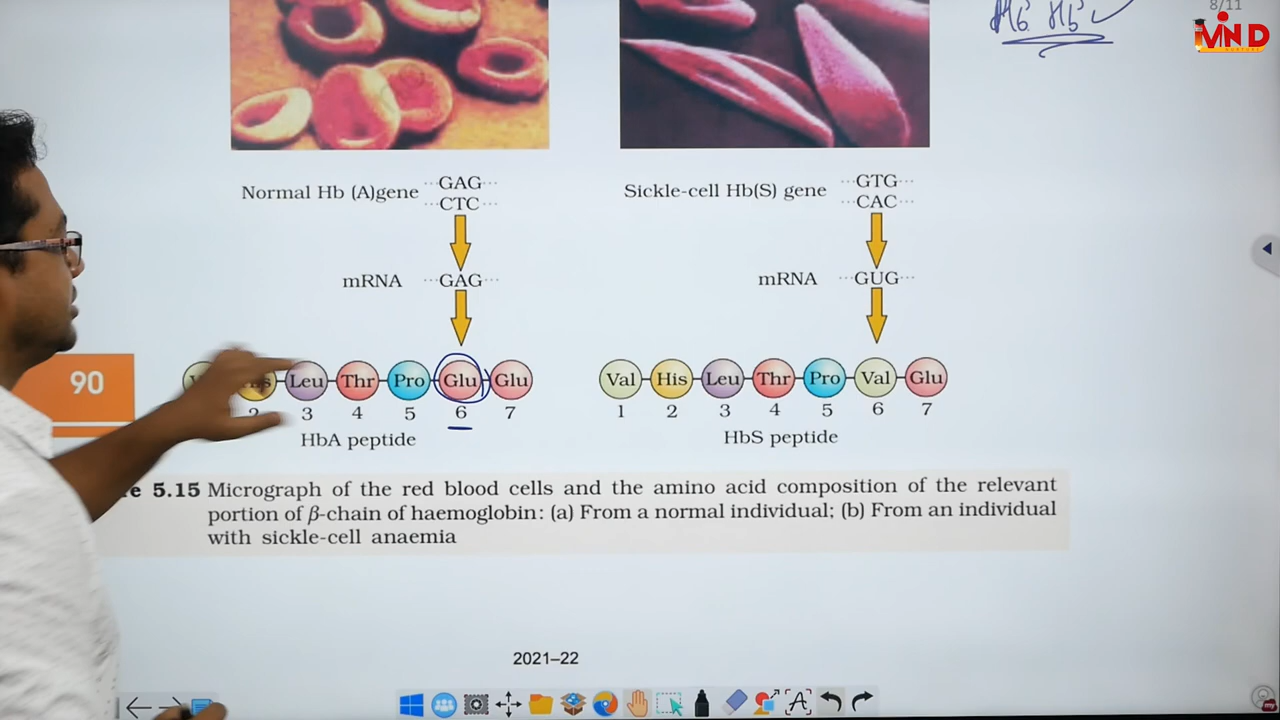 8/11
MIND
Normal Hb (A)gene ···GAG···
···CTC···
mRNA ···GAG···
Leu Thr Pro Glu Glu
2 3 4 5 6 7
HbA peptide
Sickle-cell Hb(S) gene ···GTG···
···CAC···
mRNA ···GUG···
Val His Leu Thr Pro Val Glu
1 2 3 4 5 6 7
HbS peptide
90
5.15 Micrograph of the red blood cells and the amino acid composition of the relevant
portion of β-chain of haemoglobin: (a) From a normal individual; (b) From an individual
with sickle-cell anaemia
2021–22